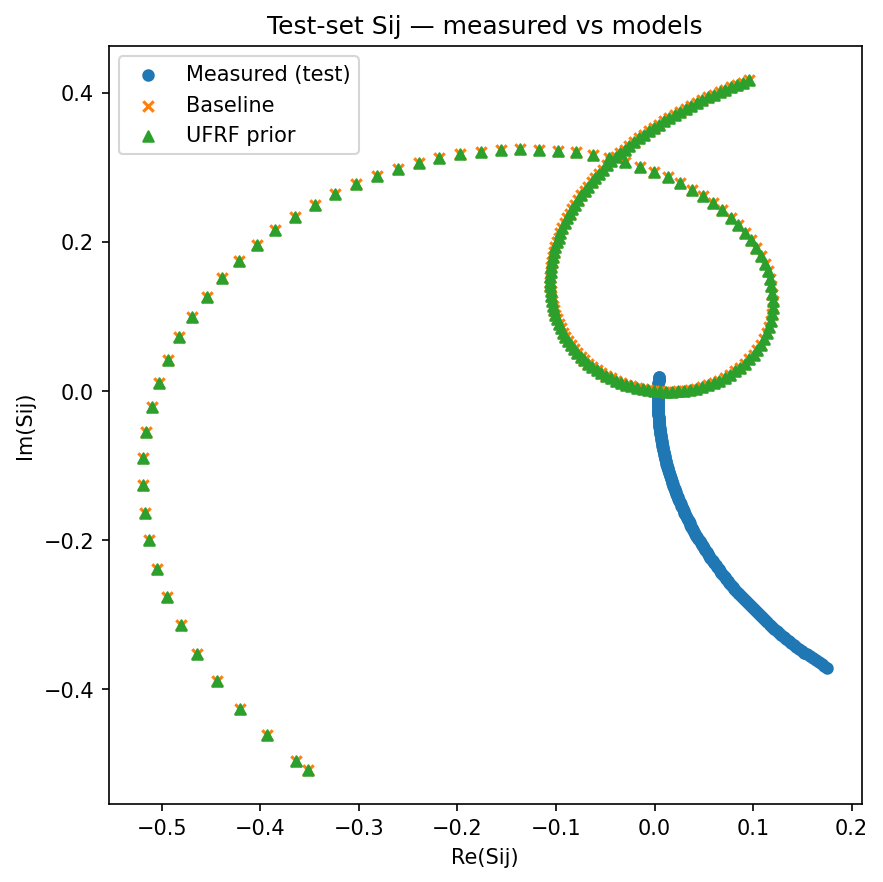 Test-set Sij — measured vs models
Measured (test)
Baseline
UFRF prior
0.4
0.2
0.0
−0.2
−0.4
Im(Sij)
−0.5
−0.4
−0.3
−0.2
−0.1
0.0
0.1
0.2
Re(Sij)